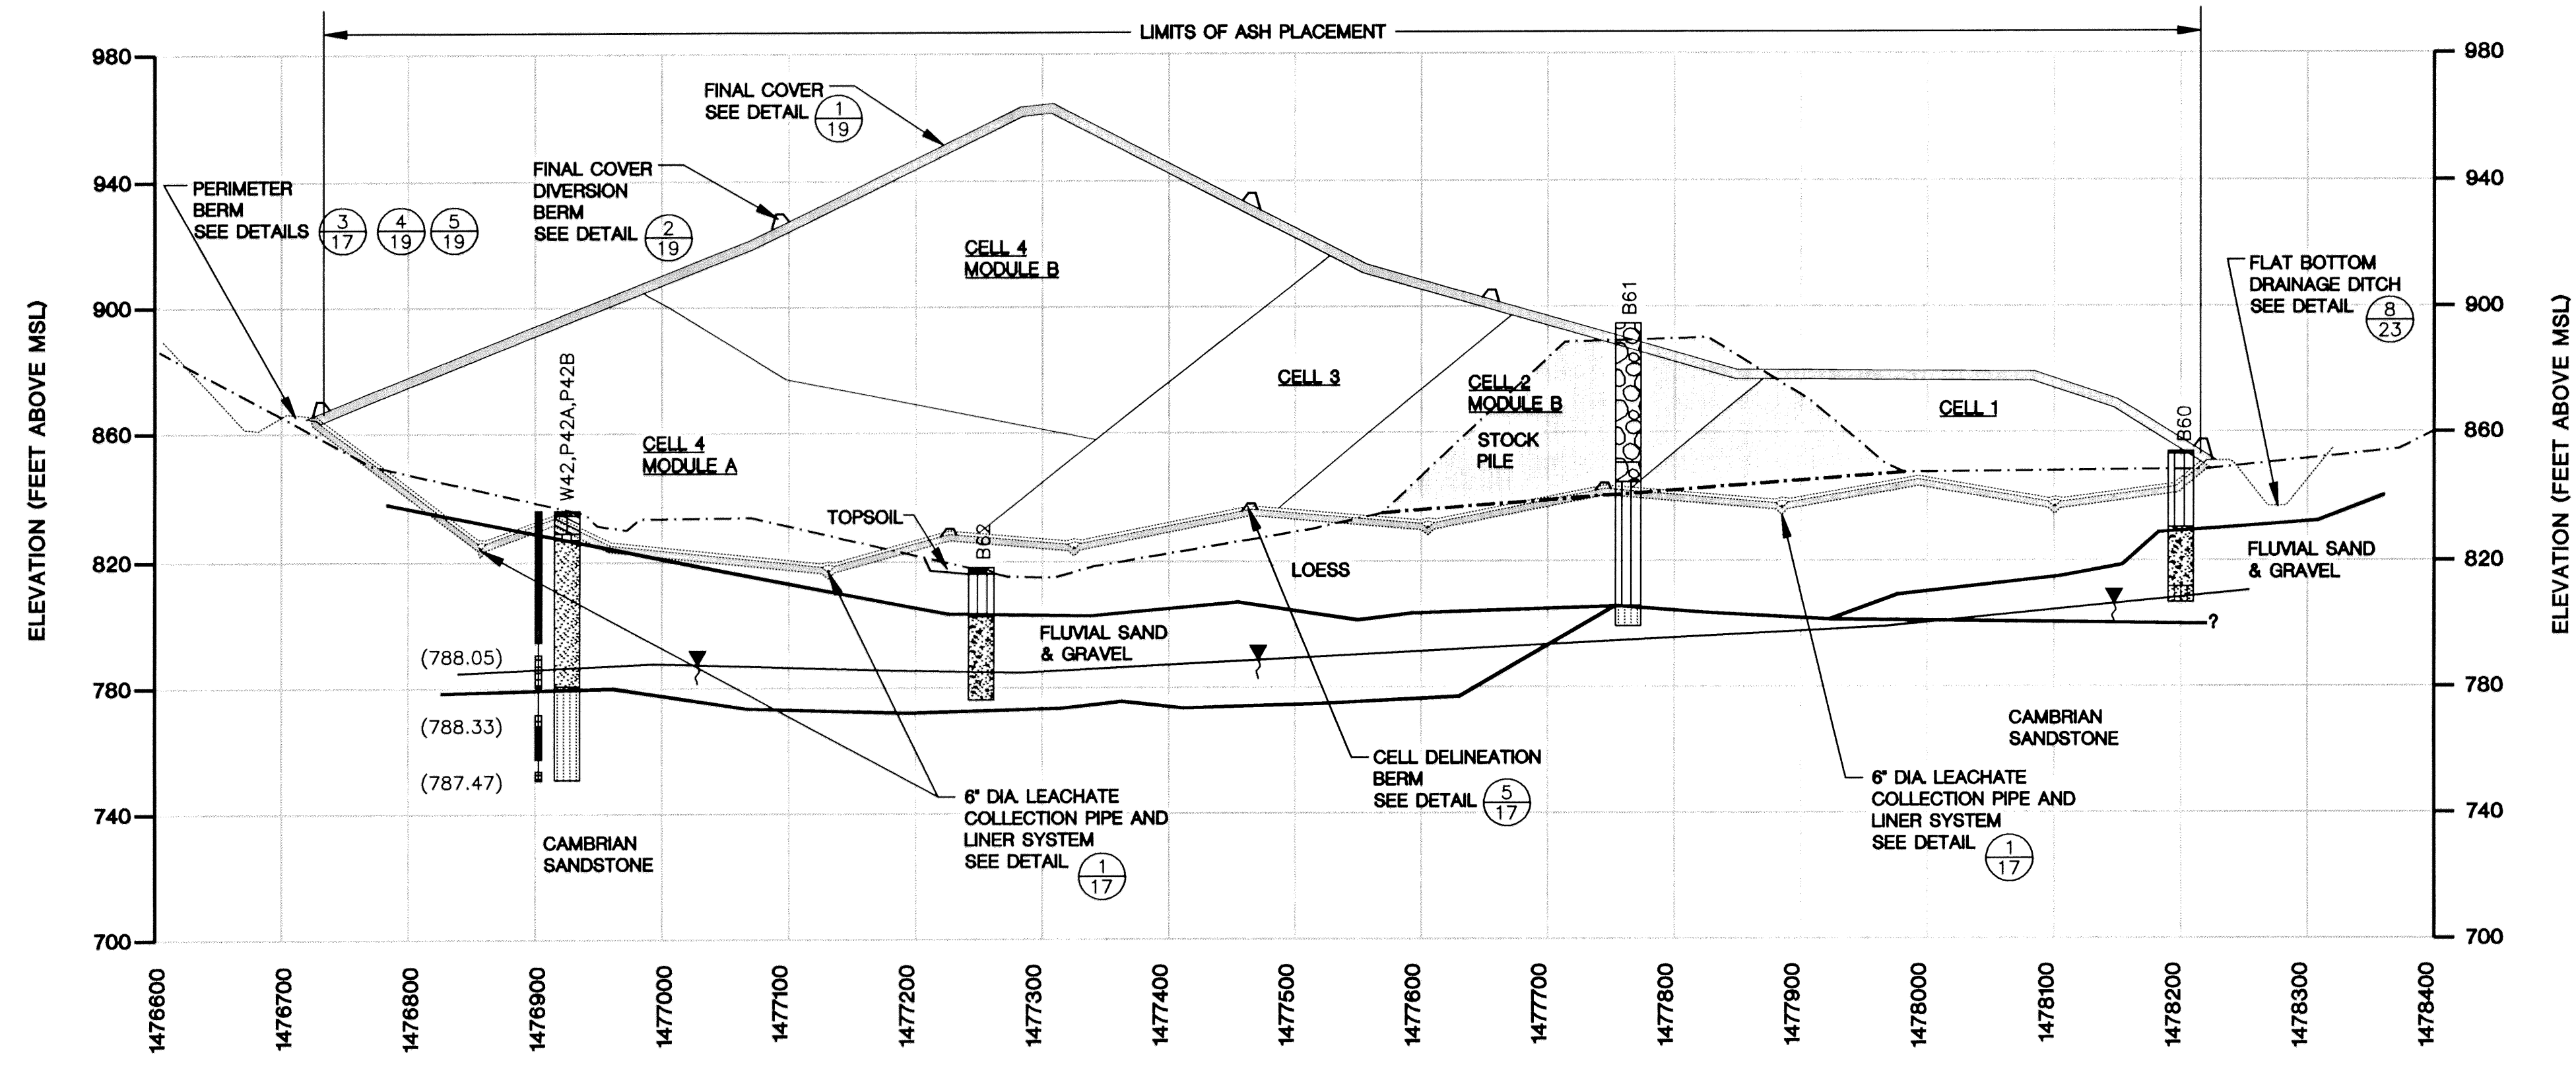 LIMITS OF ASH PLACEMENT
980
980
FINAL COVER
SEE DETAIL
1
19
FINAL COVER
DIVERSION
BERM
SEE DETAIL
2
19
940
940
PERIMETER
BERM
SEE DETAILS
3
17
4
19
5
19
CELL 4
MODULE B
FLAT BOTTOM
DRAINAGE DITCH
SEE DETAIL
8
23
900
900
B61
W42,P42A,P42B
CELL 3
CELL 2
MODULE B
STOCK
PILE
CELL 1
B60
860
860
CELL 4
MODULE A
TOPSOIL
B62
LOESS
820
820
FLUVIAL SAND
& GRAVEL
FLUVIAL SAND
& GRAVEL
?
(788.05)
780
780
(788.33)
(787.47)
CAMBRIAN
SANDSTONE
CELL DELINEATION
BERM
SEE DETAIL
5
17
6" DIA. LEACHATE
COLLECTION PIPE AND
LINER SYSTEM
SEE DETAIL
1
17
6" DIA. LEACHATE
COLLECTION PIPE AND
LINER SYSTEM
SEE DETAIL
1
17
740
740
CAMBRIAN
SANDSTONE
700
700
ELEVATION (FEET ABOVE MSL)
ELEVATION (FEET ABOVE MSL)
1476600
1476700
1476800
1476900
1477000
1477100
1477200
1477300
1477400
1477500
1477600
1477700
1477800
1477900
1478000
1478100
1478200
1478300
1478400